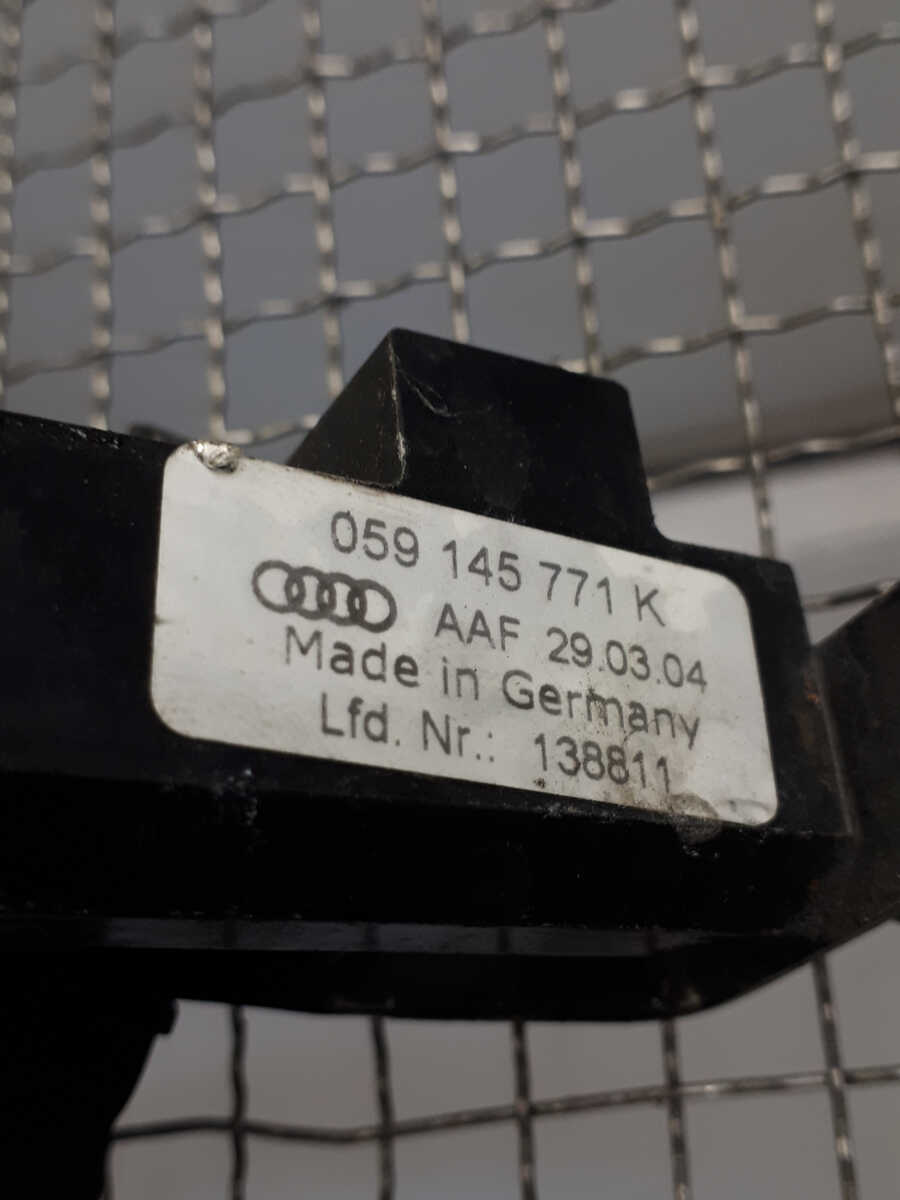 059 145 771 K
AAF 29.03.04
Made in Germany
Lfd. Nr.: 138811